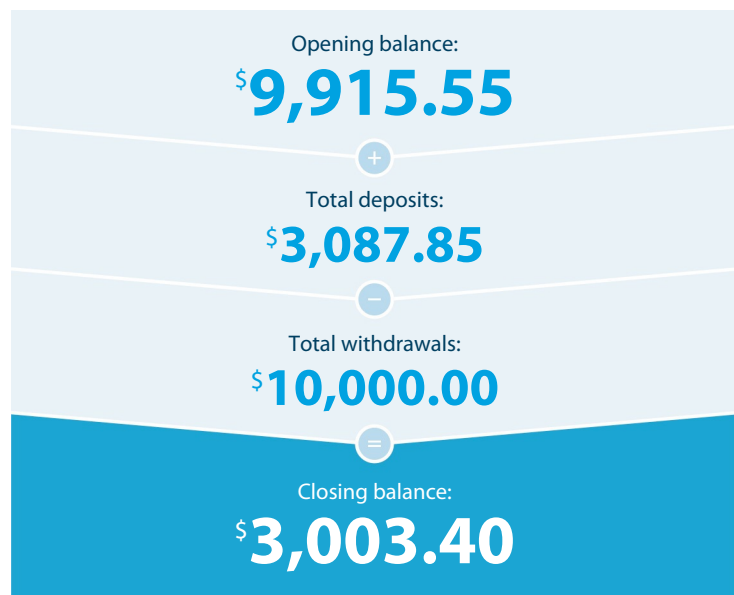 Opening balance:
$9,915.55
+
Total deposits:
$3,087.85
−
Total withdrawals:
$10,000.00
=
Closing balance:
$3,003.40